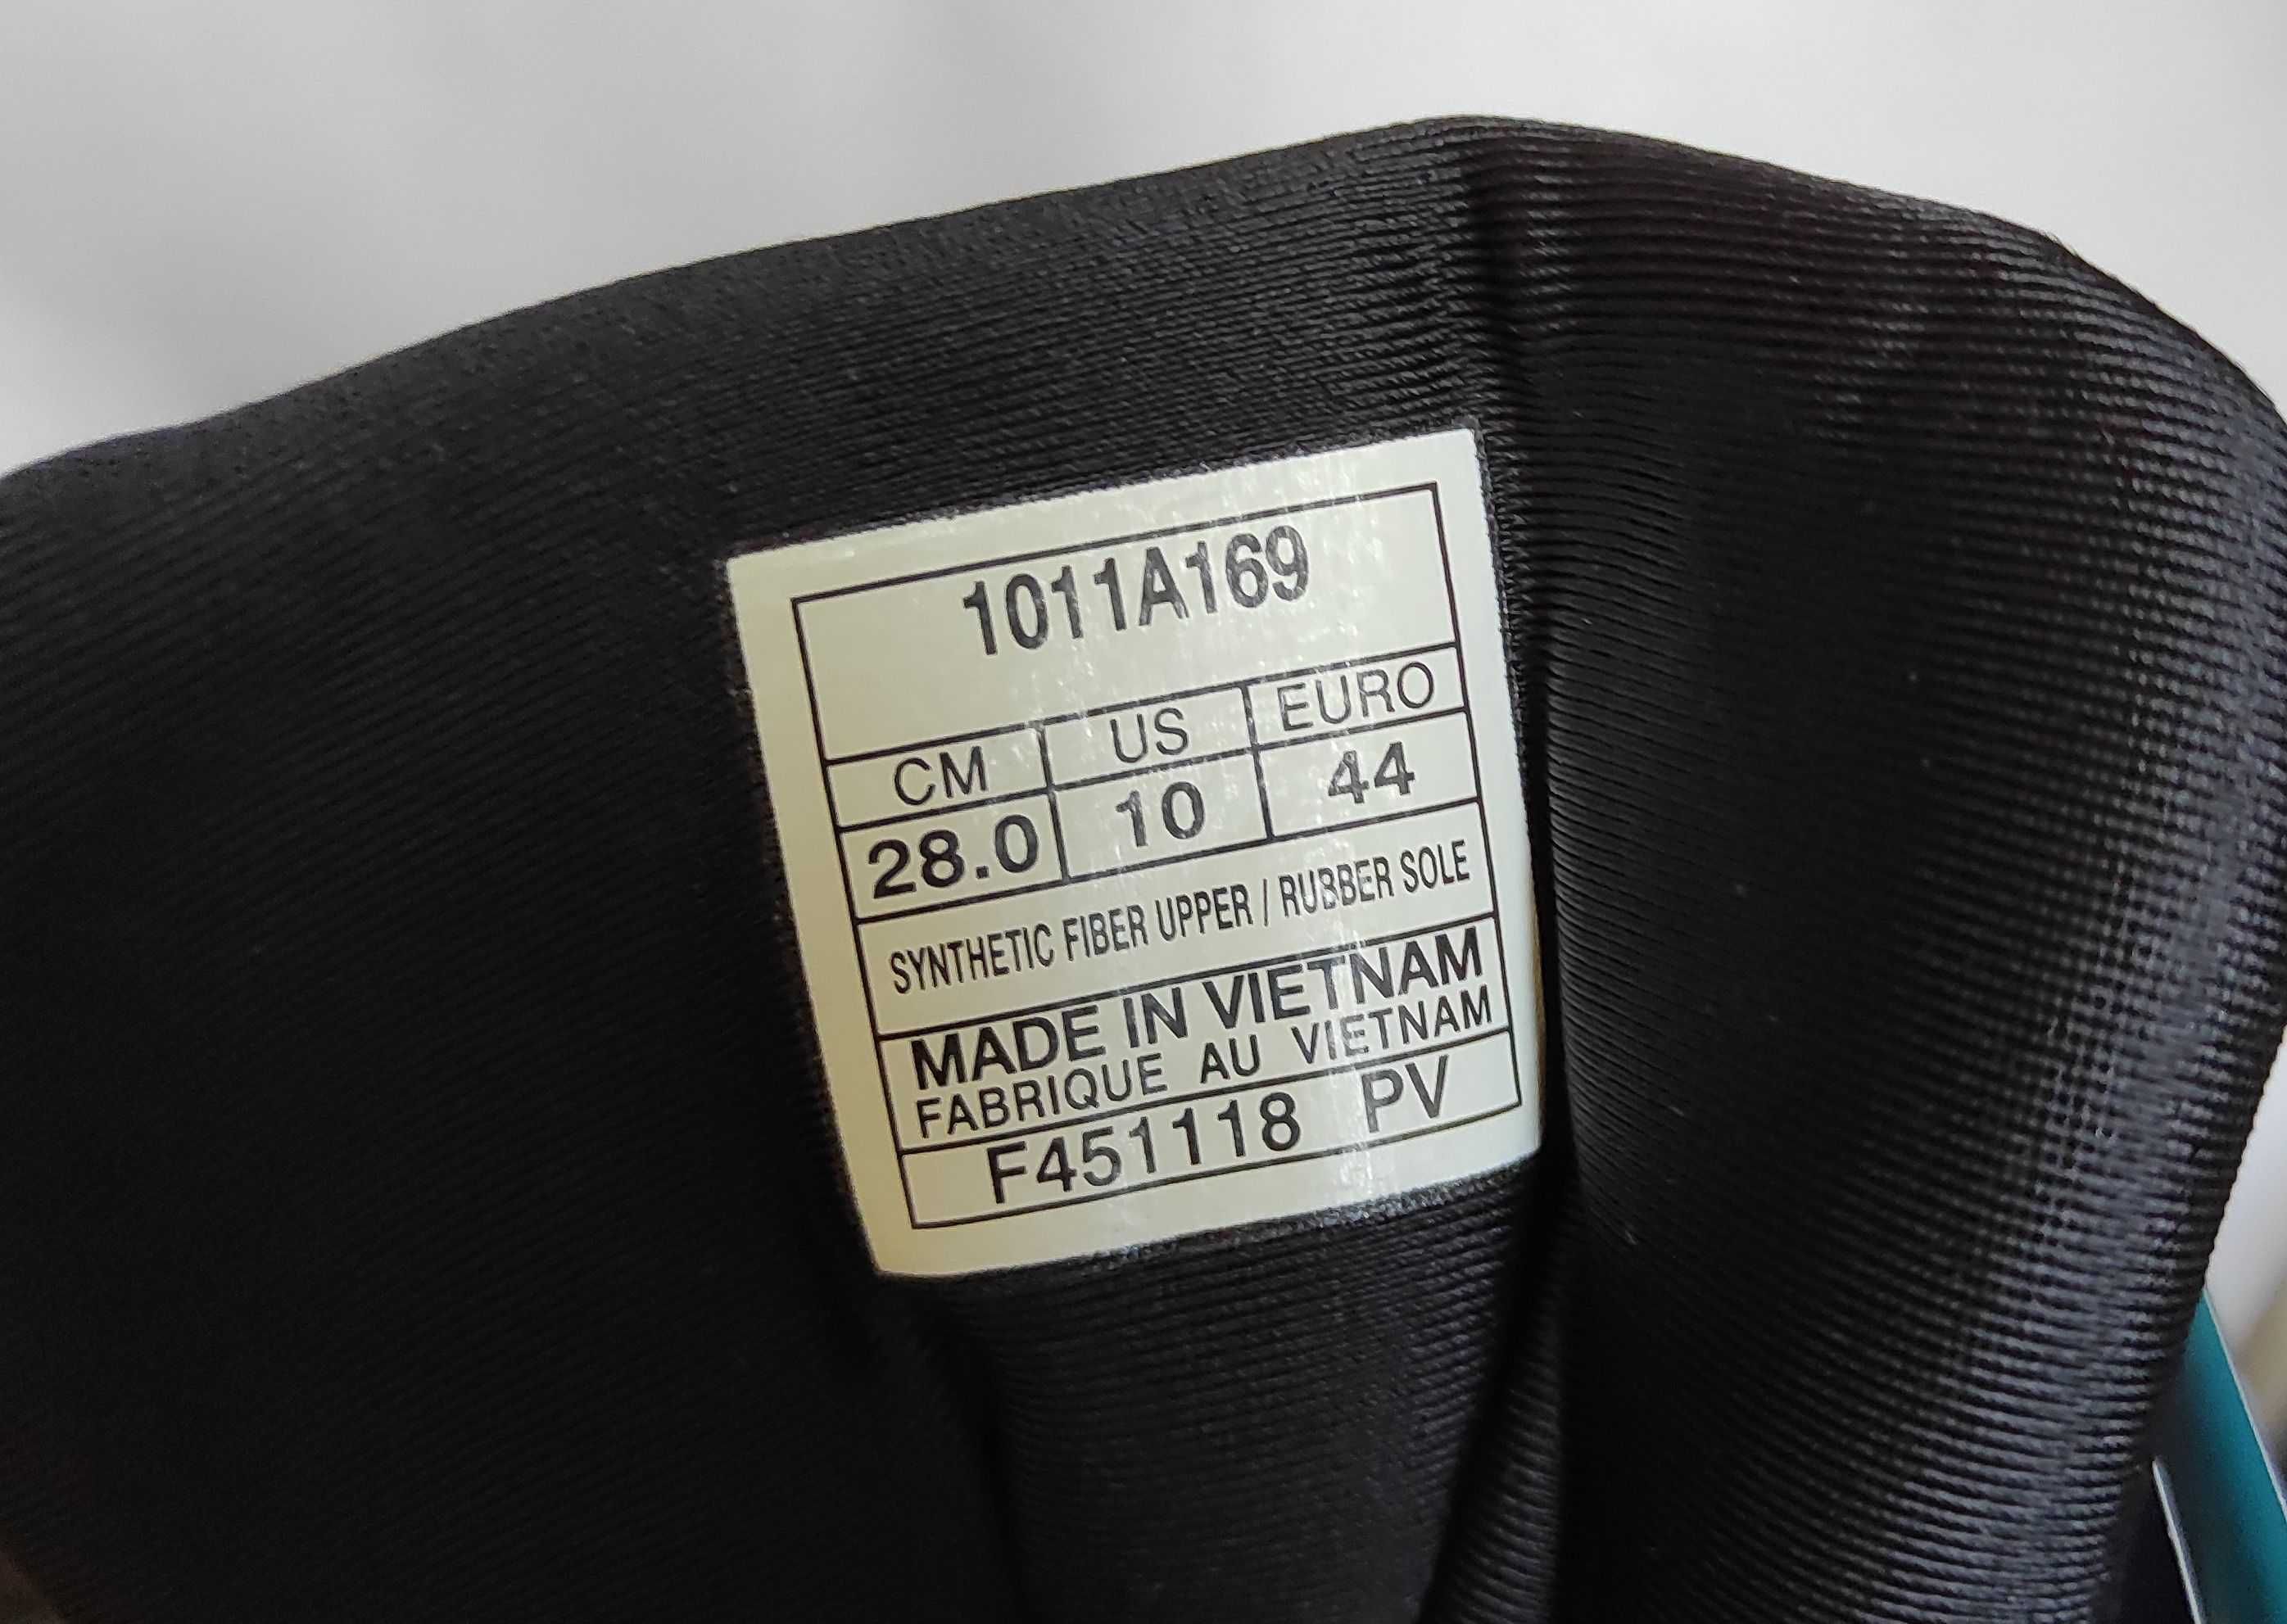 1011A169
CM US EURO
28.0 10 44
SYNTHETIC FIBER UPPER / RUBBER SOLE
MADE IN VIETNAM
FABRIQUE AU VIETNAM
F451118 PV